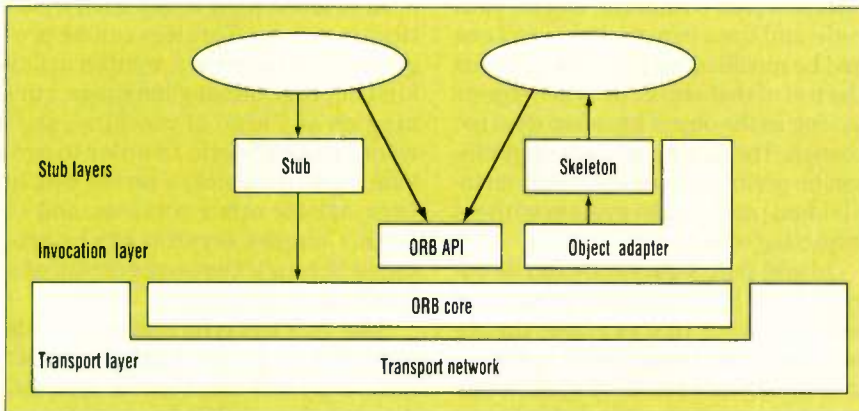 Stub layers
Stub
Skeleton
Invocation layer
ORB API
Object adapter
ORB core
Transport layer
Transport network